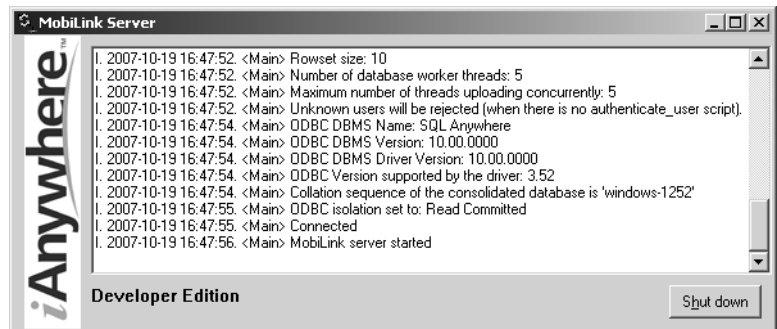 MobiLink Server
iAnywhere™
I. 2007-10-19 16:47:52. <Main> Rowset size: 10
I. 2007-10-19 16:47:52. <Main> Number of database worker threads: 5
I. 2007-10-19 16:47:52. <Main> Maximum number of threads uploading concurrently: 5
I. 2007-10-19 16:47:52. <Main> Unknown users will be rejected (when there is no authenticate_user script).
I. 2007-10-19 16:47:54. <Main> ODBC DBMS Name: SQL Anywhere
I. 2007-10-19 16:47:54. <Main> ODBC DBMS Version: 10.00.0000
I. 2007-10-19 16:47:54. <Main> ODBC DBMS Driver Version: 10.00.0000
I. 2007-10-19 16:47:54. <Main> ODBC Version supported by the driver: 3.52
I. 2007-10-19 16:47:54. <Main> Collation sequence of the consolidated database is 'windows-1252'
I. 2007-10-19 16:47:55. <Main> ODBC isolation set to: Read Committed
I. 2007-10-19 16:47:55. <Main> Connected
I. 2007-10-19 16:47:56. <Main> MobiLink server started
Developer Edition
Shut down